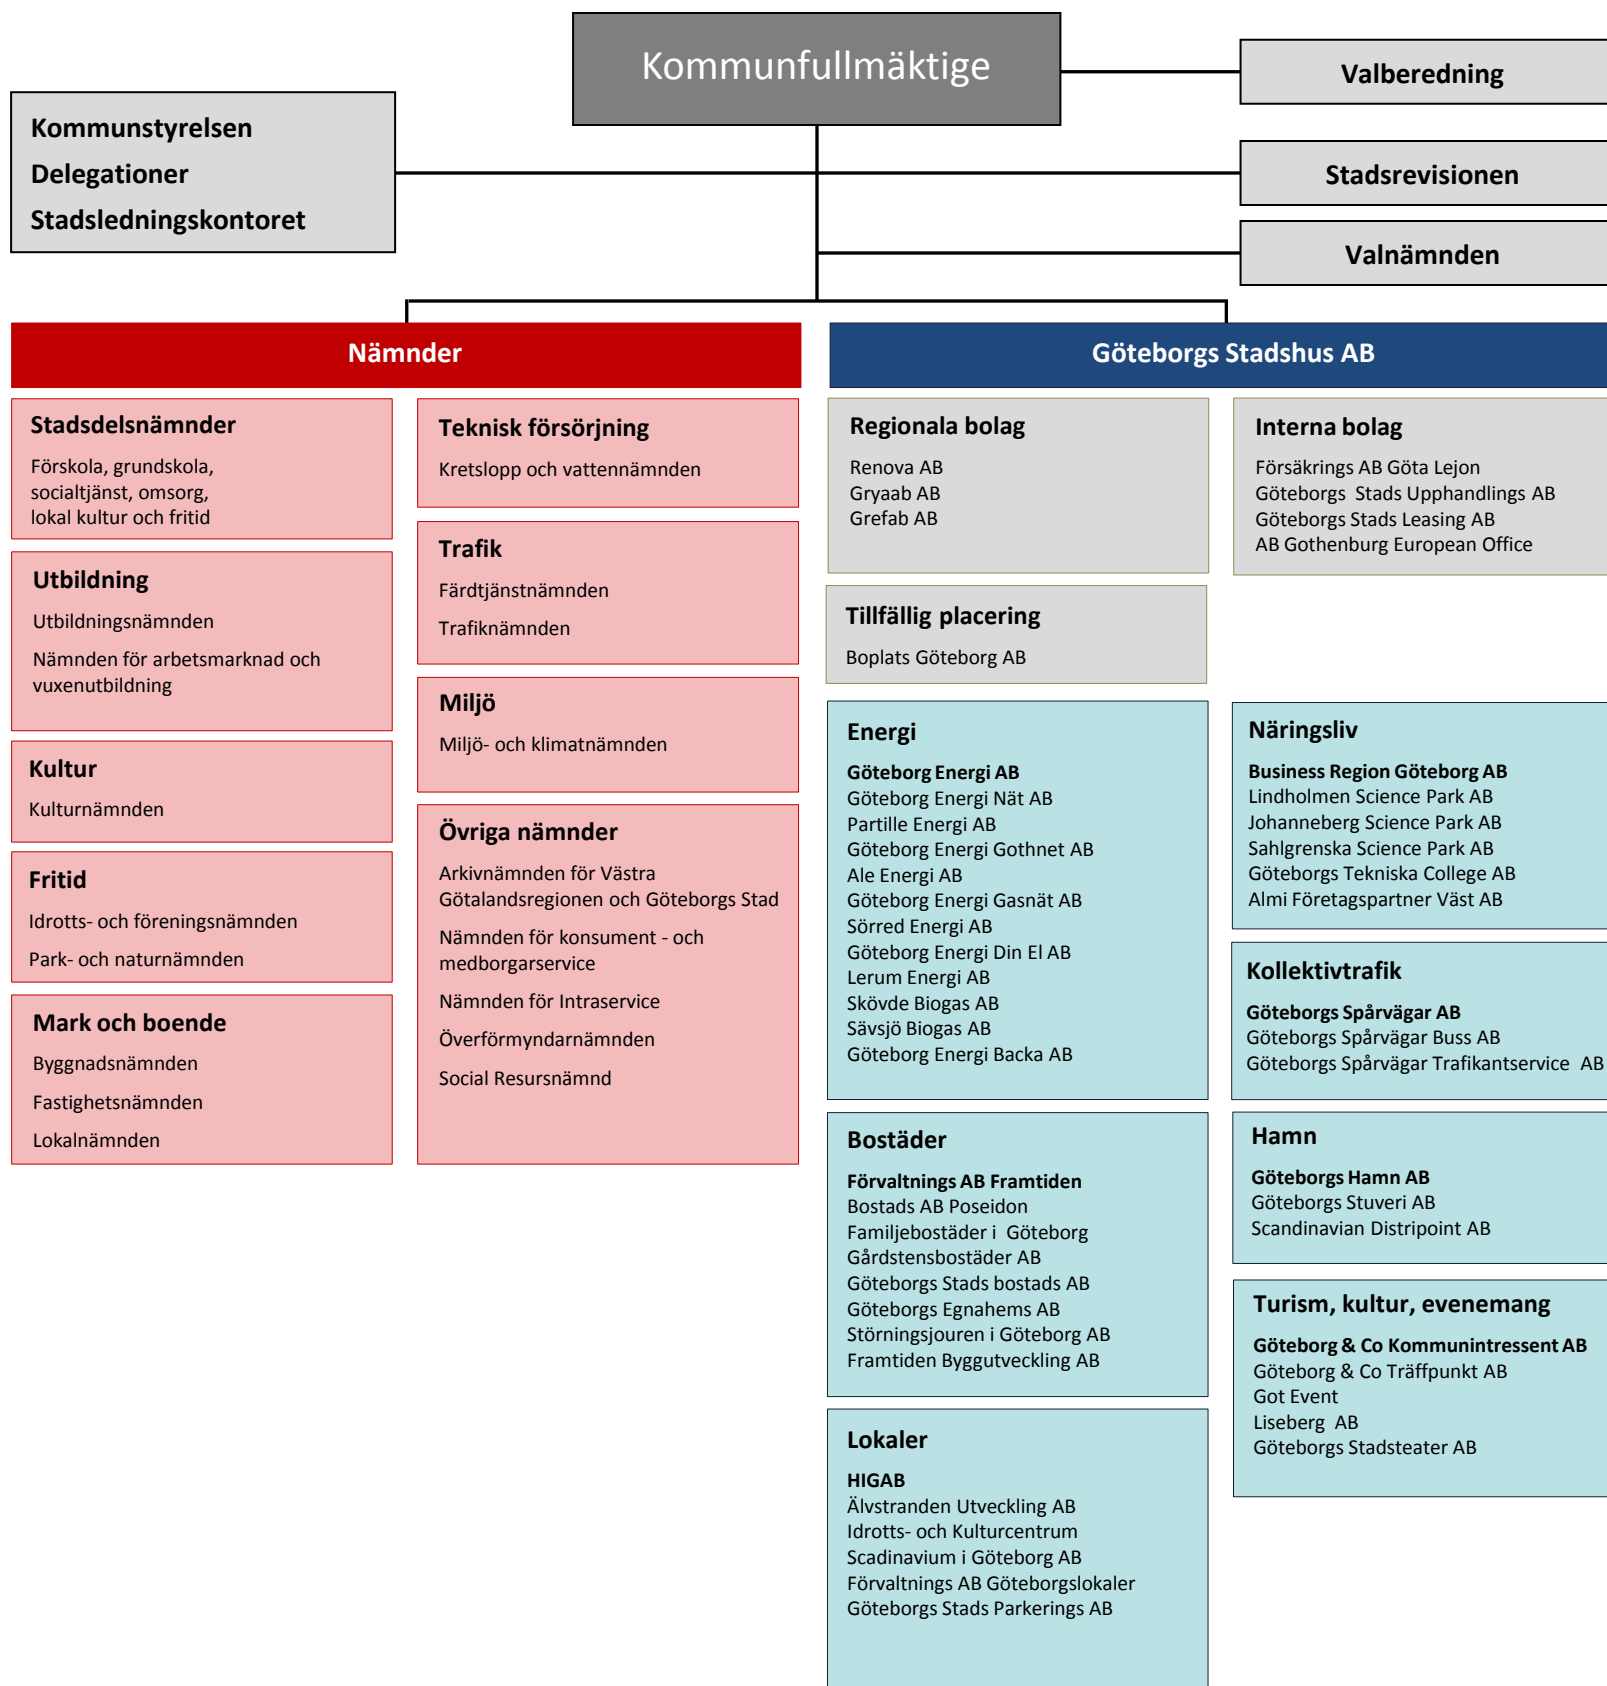 Kommunfullmäktige
Valberedning
Kommunstyrelsen
Delegationer
Stadsledningskontoret
Stadsrevisionen
Valnämnden
Nämnder
Stadsdelsnämnder
Förskola, grundskola,
socialtjänst, omsorg,
lokal kultur och fritid
Utbildning
Utbildningsnämnden
Nämnden för arbetsmarknad och
vuxenutbildning
Kultur
Kulturnämnden
Fritid
Idrotts- och föreningsnämnden
Park- och naturnämnden
Mark och boende
Byggnadsnämnden
Fastighetsnämnden
Lokalnämnden
Teknisk försörjning
Kretslopp och vattennämnden
Trafik
Färdtjänstnämnden
Trafiknämnden
Miljö
Miljö- och klimatnämnden
Övriga nämnder
Arkivnämnden för Västra
Götalandsregionen och Göteborgs Stad
Nämnden för konsument - och
medborgarservice
Nämnden för Intraservice
Överförmyndarnämnden
Social Resursnämnd
Göteborgs Stadshus AB
Regionala bolag
Renova AB
Gryaab AB
Grefab AB
Interna bolag
Försäkrings AB Göta Lejon
Göteborgs Stads Upphandlings AB
Göteborgs Stads Leasing AB
AB Gothenburg European Office
Tillfällig placering
Boplats Göteborg AB
Energi
Göteborg Energi AB
Göteborg Energi Nät AB
Partille Energi AB
Göteborg Energi Gothnet AB
Ale Energi AB
Göteborg Energi Gasnät AB
Sörred Energi AB
Göteborg Energi Din El AB
Lerum Energi AB
Skövde Biogas AB
Sävsjö Biogas AB
Göteborg Energi Backa AB
Bostäder
Förvaltnings AB Framtiden
Bostads AB Poseidon
Familjebostäder i Göteborg
Gårdstensbostäder AB
Göteborgs Stads bostads AB
Göteborgs Egnahems AB
Störningsjouren i Göteborg AB
Framtiden Byggutveckling AB
Lokaler
HIGAB
Älvstranden Utveckling AB
Idrotts- och Kulturcentrum
Scadinavium i Göteborg AB
Förvaltnings AB Göteborgslokaler
Göteborgs Stads Parkerings AB
Näringsliv
Business Region Göteborg AB
Lindholmen Science Park AB
Johanneberg Science Park AB
Sahlgrenska Science Park AB
Göteborgs Tekniska College AB
Almi Företagspartner Väst AB
Kollektivtrafik
Göteborgs Spårvägar AB
Göteborgs Spårvägar Buss AB
Göteborgs Spårvägar Trafikantservice AB
Hamn
Göteborgs Hamn AB
Göteborgs Stuveri AB
Scandinavian Distripoint AB
Turism, kultur, evenemang
Göteborg & Co Kommunintressent AB
Göteborg & Co Träffpunkt AB
Got Event
Liseberg AB
Göteborgs Stadsteater AB